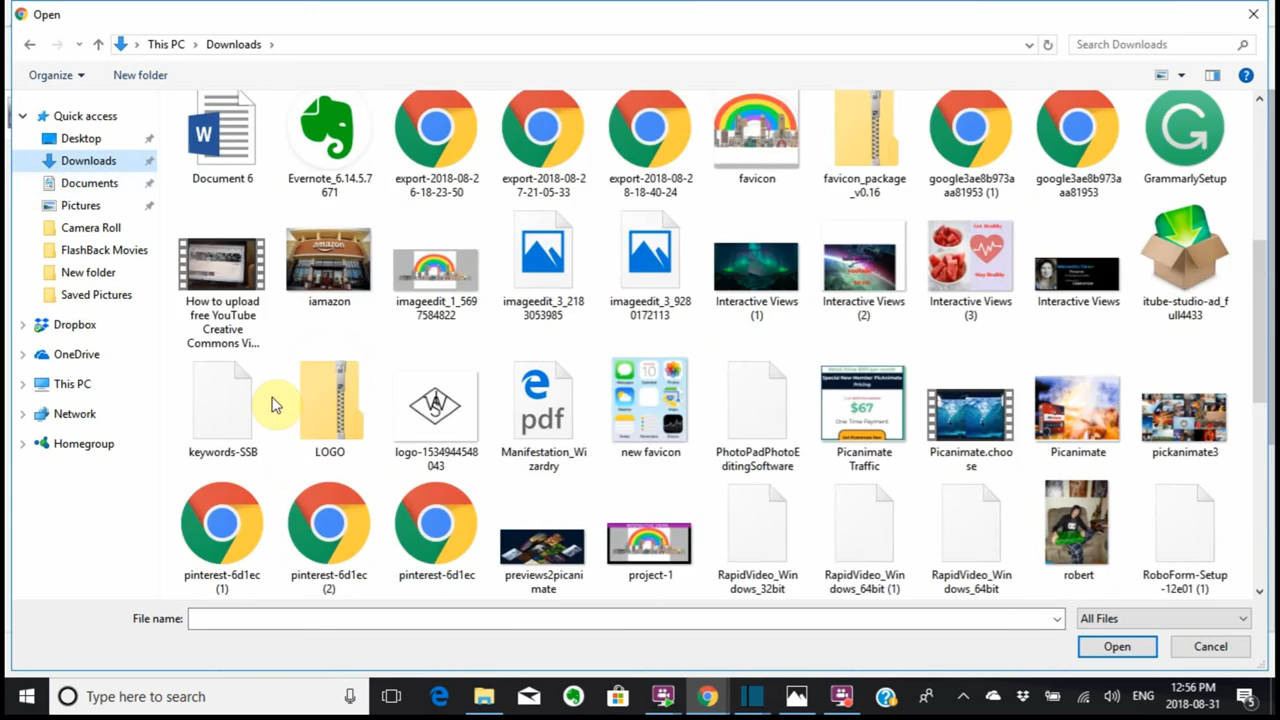 Open
This PC
Downloads
Search Downloads
Organize
New folder
Quick access
Desktop
Downloads
Documents
Pictures
Camera Roll
FlashBack Movies
New folder
Saved Pictures
Dropbox
OneDrive
This PC
Network
Homegroup
Document 6
Evernote_6.14.5.7
671
export-2018-08-2
6-18-23-50
export-2018-08-2
7-21-05-33
export-2018-08-2
8-18-40-24
favicon
favicon_package
_v0.16
google3ae8b973a
aa81953 (1)
google3ae8b973a
aa81953
GrammarlySetup
How to upload
free YouTube
Creative
Commons Vi...
iamazon
imageedit_1_569
7584822
imageedit_3_218
3053985
imageedit_3_928
0172113
Interactive Views
(1)
Interactive Views
(2)
Interactive Views
(3)
Interactive Views
itube-studio-ad_f
ull4433
keywords-SSB
LOGO
logo-1534944548
043
pdf
Manifestation_Wi
zardry
new favicon
PhotoPadPhotoE
ditingSoftware
$67
One Time Payment
Picanimate
Traffic
Picanimate.choo
se
Picanimate
pickanimate3
pinterest-6d1ec
(1)
pinterest-6d1ec
(2)
pinterest-6d1ec
previews2picani
mate
project-1
RapidVideo_Win
dows_32bit
RapidVideo_Win
dows_64bit (1)
RapidVideo_Win
dows_64bit
robert
RoboForm-Setup
-12e01 (1)
File name:
All Files
Open
Cancel
Type here to search
ENG
12:56 PM
2018-08-31
5